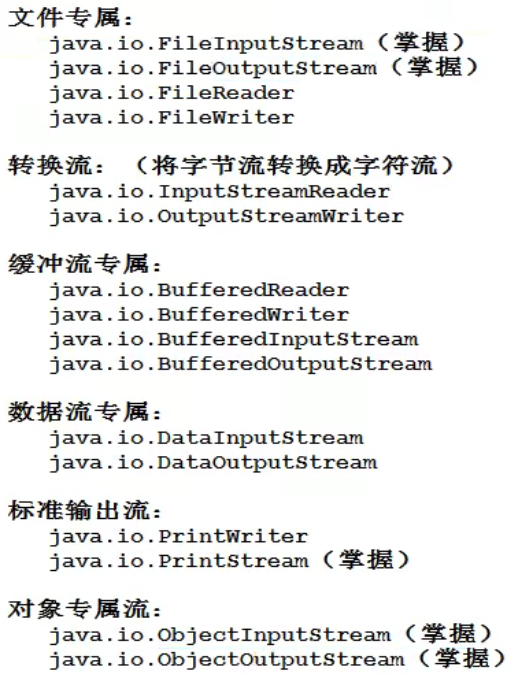 文件专属：
java.io.FileInputStream（掌握）
java.io.FileOutputStream（掌握）
java.io.FileReader
java.io.FileWriter
转换流：（将字节流转换成字符流）
java.io.InputStreamReader
java.io.OutputStreamWriter
缓冲流专属：
java.io.BufferedReader
java.io.BufferedWriter
java.io.BufferedInputStream
java.io.BufferedOutputStream
数据流专属：
java.io.DataInputStream
java.io.DataOutputStream
标准输出流：
java.io.PrintWriter
java.io.PrintStream（掌握）
对象专属流：
java.io.ObjectInputStream（掌握）
java.io.ObjectOutputStream（掌握）